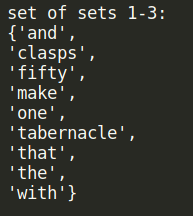 set of sets 1-3:
{'and',
'clasps',
'fifty',
'make',
'one',
'tabernacle',
'that',
'the',
'with'}